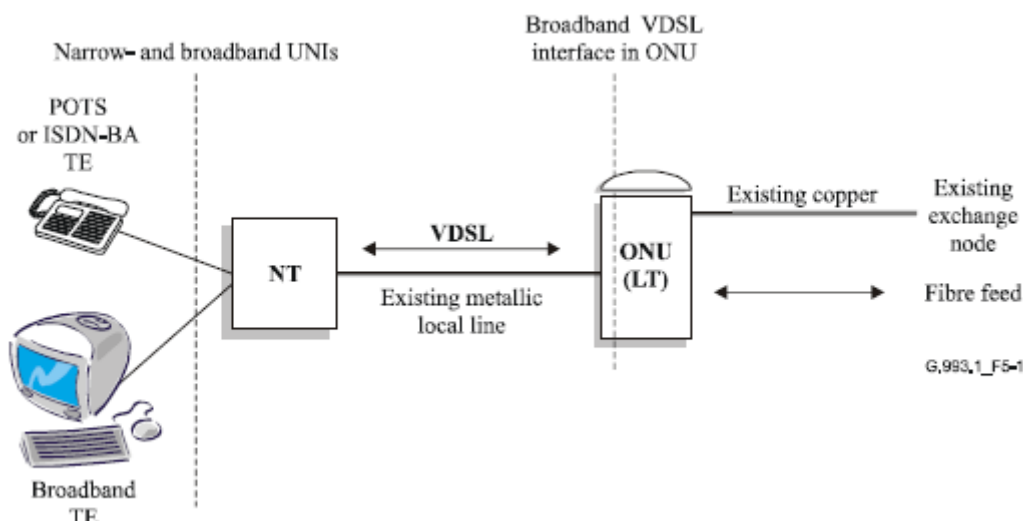 Broadband VDSL
interface in ONU
Narrow- and broadband UNIs
POTS
or ISDN-BA
TE
Existing copper
Existing
exchange
node
VDSL
NT
ONU
(LT)
Existing metallic
local line
Fibre feed
G.993.1_F5-1
Broadband
TE